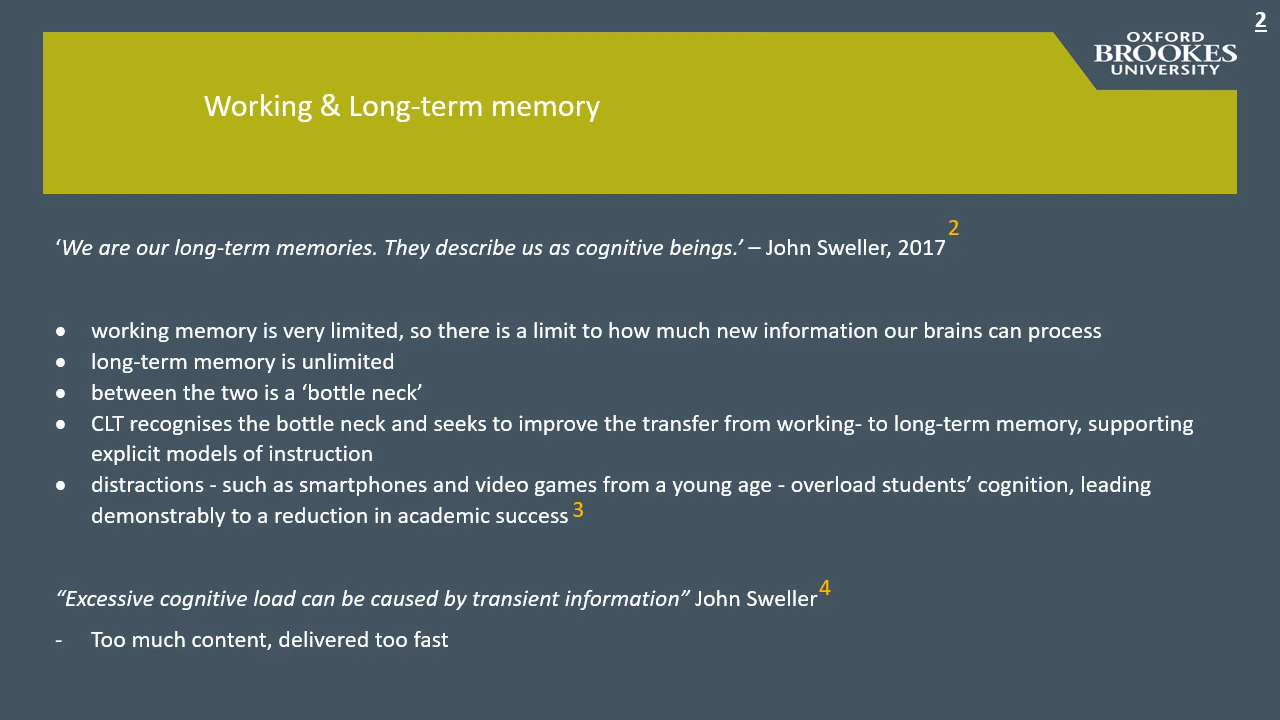 2
OXFORD
BROOKES
UNIVERSITY
Working & Long-term memory
‘We are our long-term memories. They describe us as cognitive beings.’ – John Sweller, 2017 2
● working memory is very limited, so there is a limit to how much new information our brains can process
● long-term memory is unlimited
● between the two is a ‘bottle neck’
● CLT recognises the bottle neck and seeks to improve the transfer from working- to long-term memory, supporting
explicit models of instruction
● distractions - such as smartphones and video games from a young age - overload students’ cognition, leading
demonstrably to a reduction in academic success 3
“Excessive cognitive load can be caused by transient information” John Sweller 4
- Too much content, delivered too fast